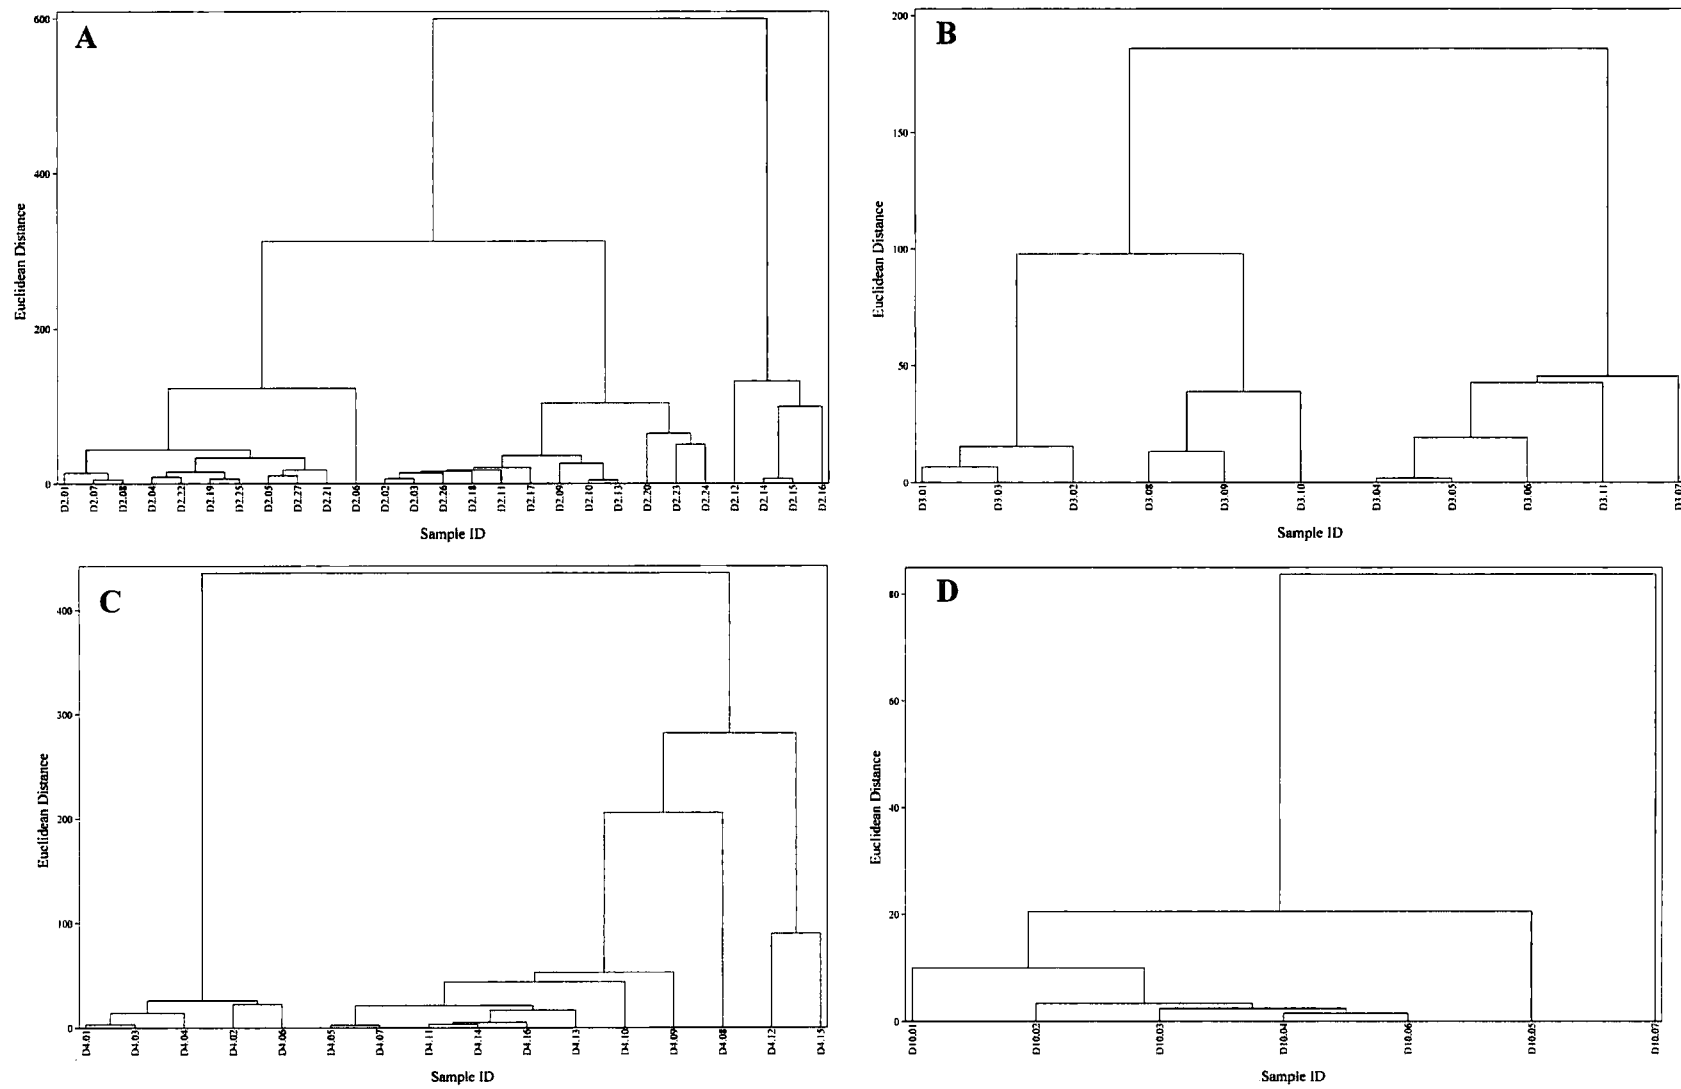 A
600
400
200
0
Euclidean Distance
D2.01
D2.07
D2.08
D2.04
D2.22
D2.19
D2.25
D2.05
D2.27
D2.21
D2.06
D2.02
D2.03
D2.26
D2.18
D2.11
D2.17
D2.09
D2.10
D2.13
D2.20
D2.23
D2.24
D2.12
D2.14
D2.15
D2.16
Sample ID
B
200
150
100
50
0
Euclidean Distance
D3.01
D3.03
D3.02
D3.08
D3.09
D3.10
D3.04
D3.05
D3.06
D3.11
D3.07
Sample ID
C
400
300
200
100
0
Euclidean Distance
D4.01
D4.03
D4.04
D4.02
D4.06
D4.05
D4.07
D4.11
D4.14
D4.16
D4.13
D4.10
D4.09
D4.08
D4.12
D4.15
Sample ID
D
80
60
40
20
0
Euclidean Distance
D10.01
D10.02
D10.03
D10.04
D10.06
D10.05
D10.07
Sample ID